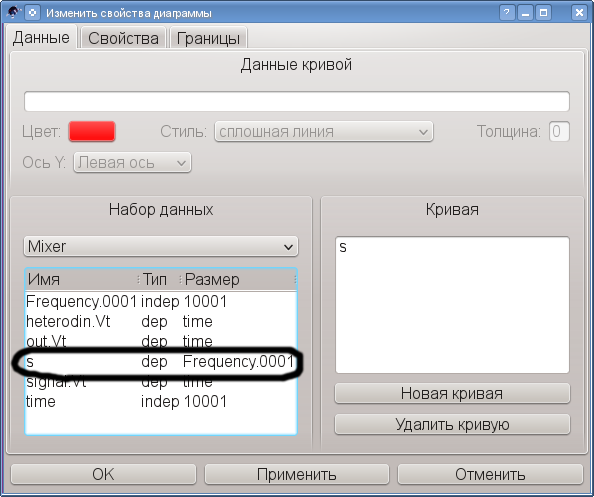 Изменить свойства диаграммы
Данные Свойства Границы
Данные кривой
Цвет: Стиль: сплошная линия Толщина: 0
Ось Y: Левая ось
Набор данных
Mixer
Имя Тип Размер
Frequency.0001 indep 10001
heterodin.Vt dep time
out.Vt dep time
s dep Frequency.0001
signal.Vt dep time
time indep 10001
Кривая
s
Новая кривая
Удалить кривую
OK Применить Отменить